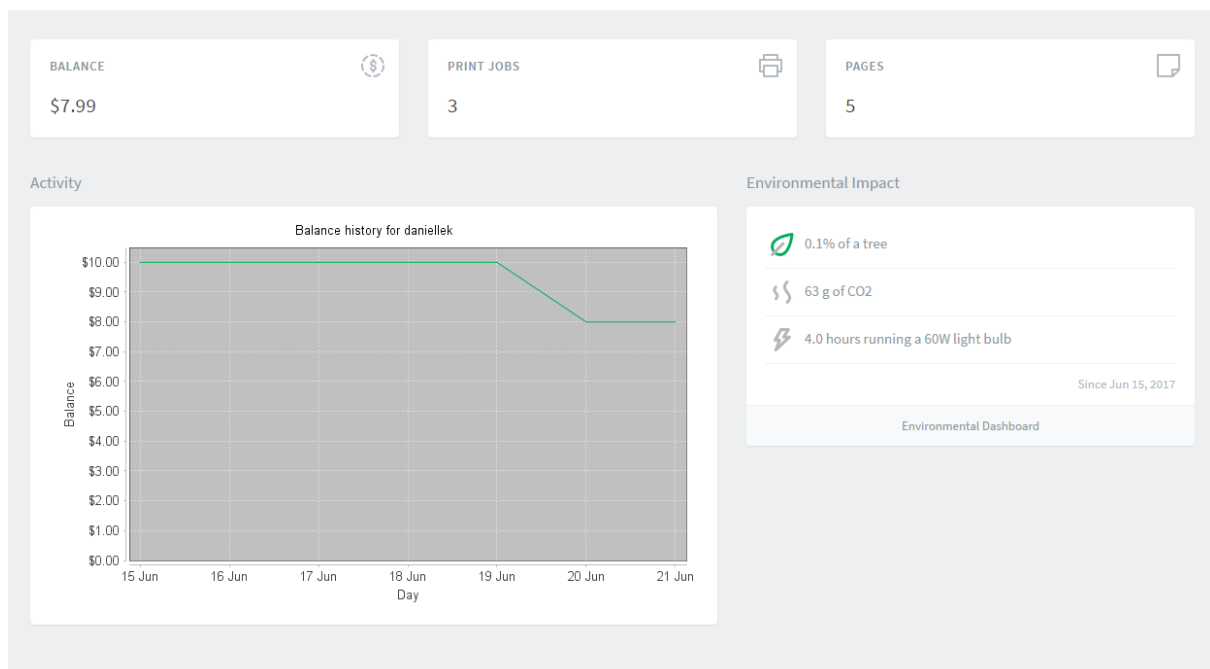 BALANCE
$7.99
PRINT JOBS
3
PAGES
5
Activity
Balance history for daniellek
$10.00
$9.00
$8.00
$7.00
$6.00
$5.00
$4.00
$3.00
$2.00
$1.00
$0.00
Balance
15 Jun 16 Jun 17 Jun 18 Jun 19 Jun 20 Jun 21 Jun
Day
Environmental Impact
0.1% of a tree
63 g of CO2
4.0 hours running a 60W light bulb
Since Jun 15, 2017
Environmental Dashboard